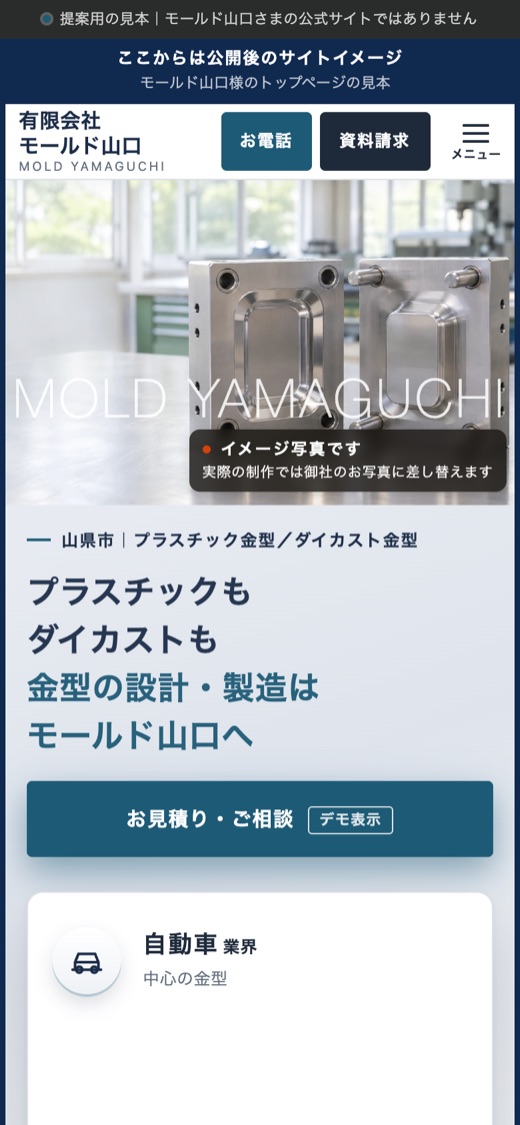 提案用の見本｜モールド山口さまの公式サイトではありません
ここからは公開後のサイトイメージ
モールド山口様のトップページの見本
有限会社
モールド山口
MOLD YAMAGUCHI
お電話
資料請求
メニュー
MOLD YAMAGUCHI
イメージ写真です
実際の制作では御社のお写真に差し替えます
山県市｜プラスチック金型／ダイカスト金型
プラスチックも
ダイカストも
金型の設計・製造は
モールド山口へ
お見積り・ご相談 デモ表示
自動車 業界
中心の金型